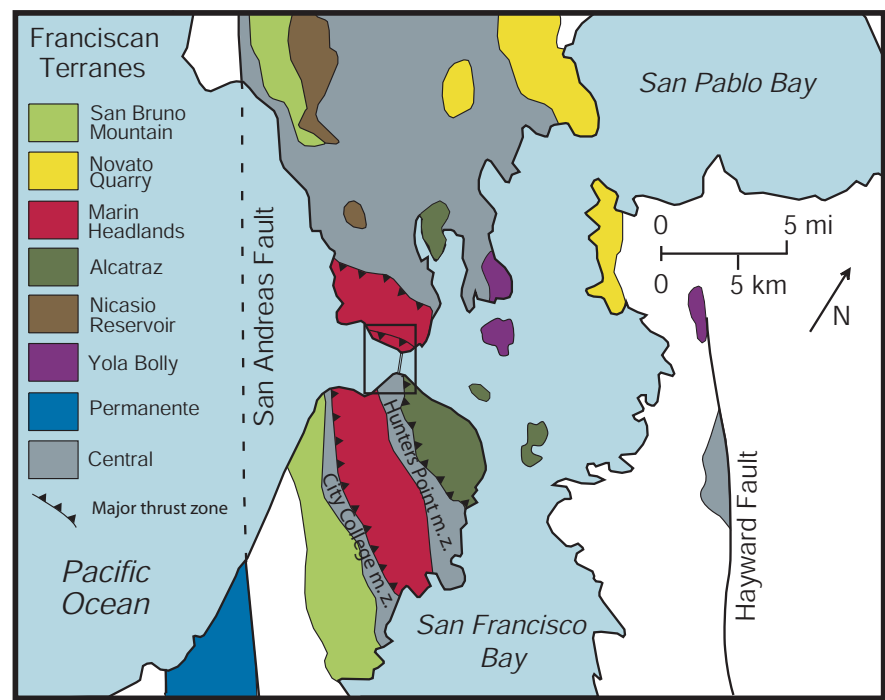 Franciscan
Terranes
San Bruno
Mountain
Novato
Quarry
Marin
Headlands
Alcatraz
Nicasio
Reservoir
Yola Bolly
Permanente
Central
Major thrust zone
San Andreas Fault
Pacific
Ocean
San Pablo Bay
0 5 mi
0 5 km
N
Hunters Point m.z.
City College m.z.
San Francisco
Bay
Hayward Fault